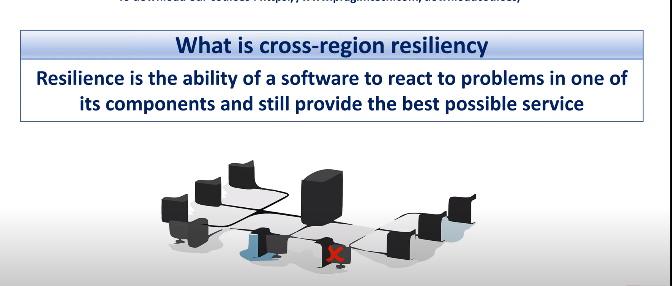 What is cross-region resiliency
Resilience is the ability of a software to react to problems in one of
its components and still provide the best possible service